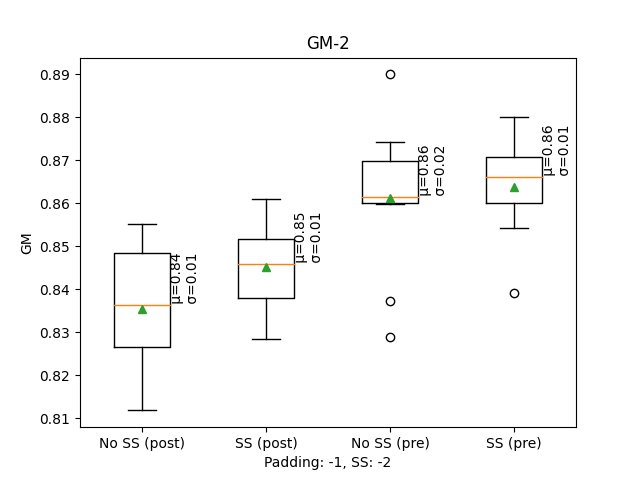 GM-2
0.89
0.88
0.87
0.86
0.85
0.84
0.83
0.82
0.81
GM
μ=0.84
σ=0.01
μ=0.85
σ=0.01
μ=0.86
σ=0.02
μ=0.86
σ=0.01
No SS (post)
SS (post)
No SS (pre)
SS (pre)
Padding: -1, SS: -2